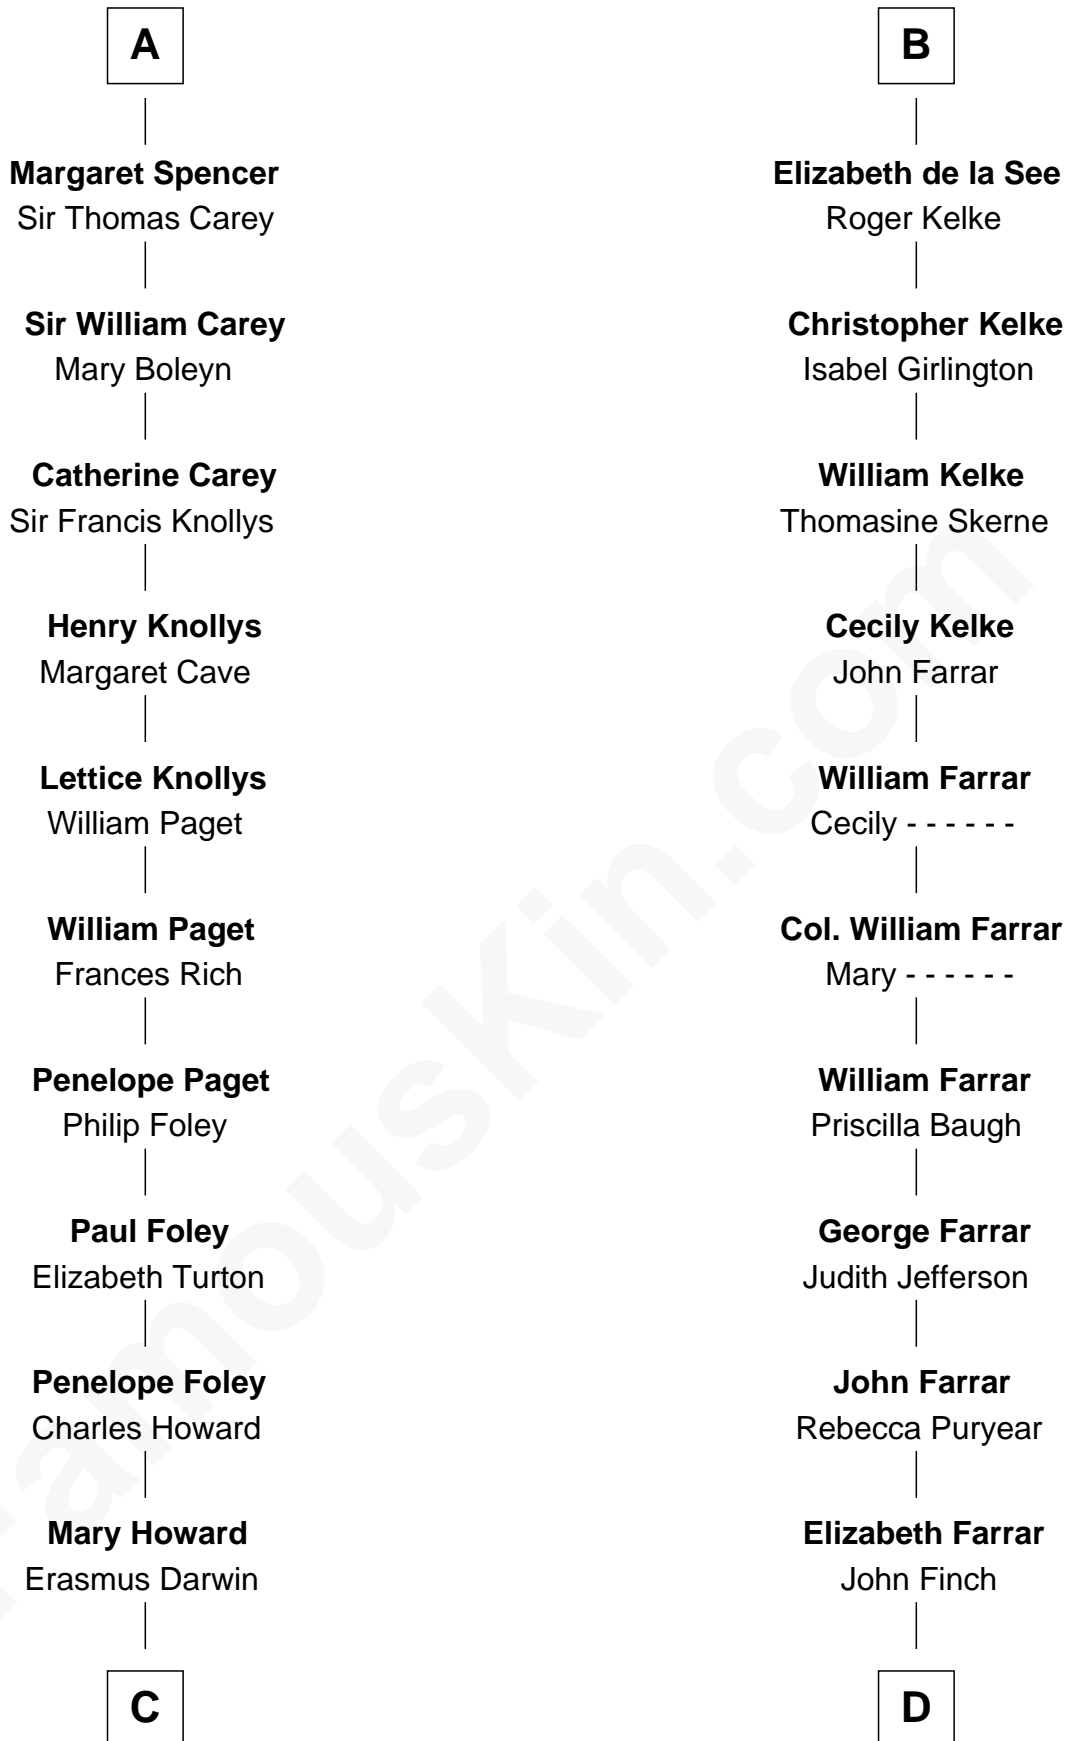 A
Margaret Spencer
Sir Thomas Carey
Sir William Carey
Mary Boleyn
Catherine Carey
Sir Francis Knollys
Henry Knollys
Margaret Cave
Lettice Knollys
William Paget
William Paget
Frances Rich
Penelope Paget
Philip Foley
Paul Foley
Elizabeth Turton
Penelope Foley
Charles Howard
Mary Howard
Erasmus Darwin
C
B
Elizabeth de la See
Roger Kelke
Christopher Kelke
Isabel Girlington
William Kelke
Thomasine Skerne
Cecily Kelke
John Farrar
William Farrar
Cecily - - - - - -
Col. William Farrar
Mary - - - - - -
William Farrar
Priscilla Baugh
George Farrar
Judith Jefferson
John Farrar
Rebecca Puryear
Elizabeth Farrar
John Finch
D
FamousKin.com